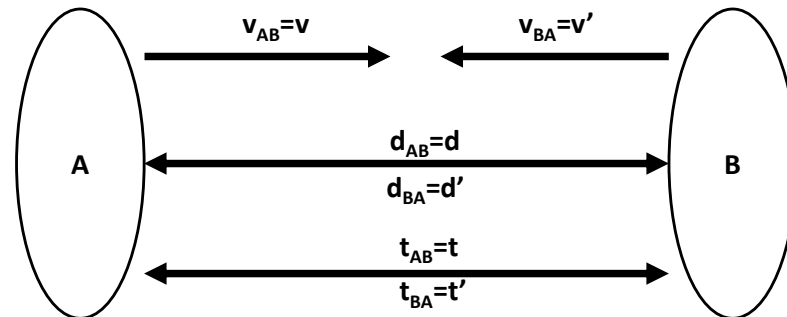 v_AB=v
v_BA=v’
A
d_AB=d
d_BA=d’
B
t_AB=t
t_BA=t’